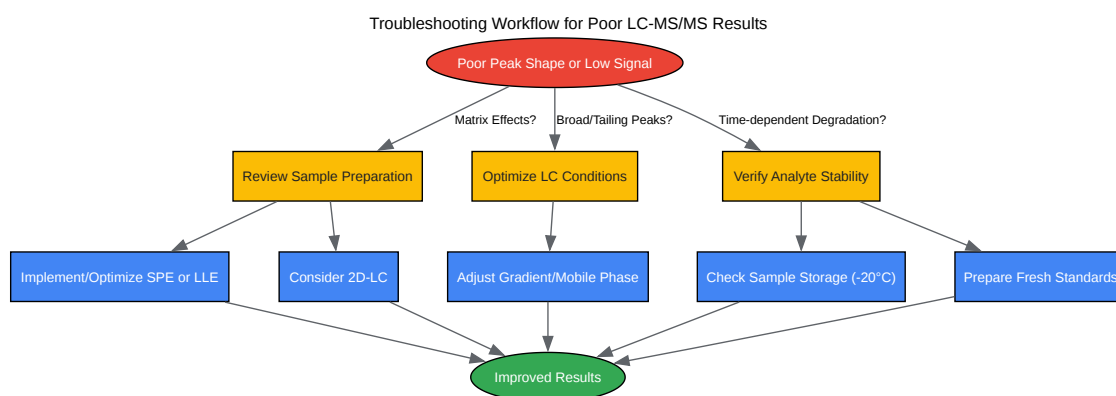 Troubleshooting Workflow for Poor LC-MS/MS Results
Poor Peak Shape or Low Signal
Matrix Effects?
Broad/Tailing Peaks?
Time-dependent Degradation?
Review Sample Preparation
Optimize LC Conditions
Verify Analyte Stability
Implement/Optimize SPE or LLE
Consider 2D-LC
Adjust Gradient/Mobile Phase
Check Sample Storage (-20°C)
Prepare Fresh Standards
Improved Results